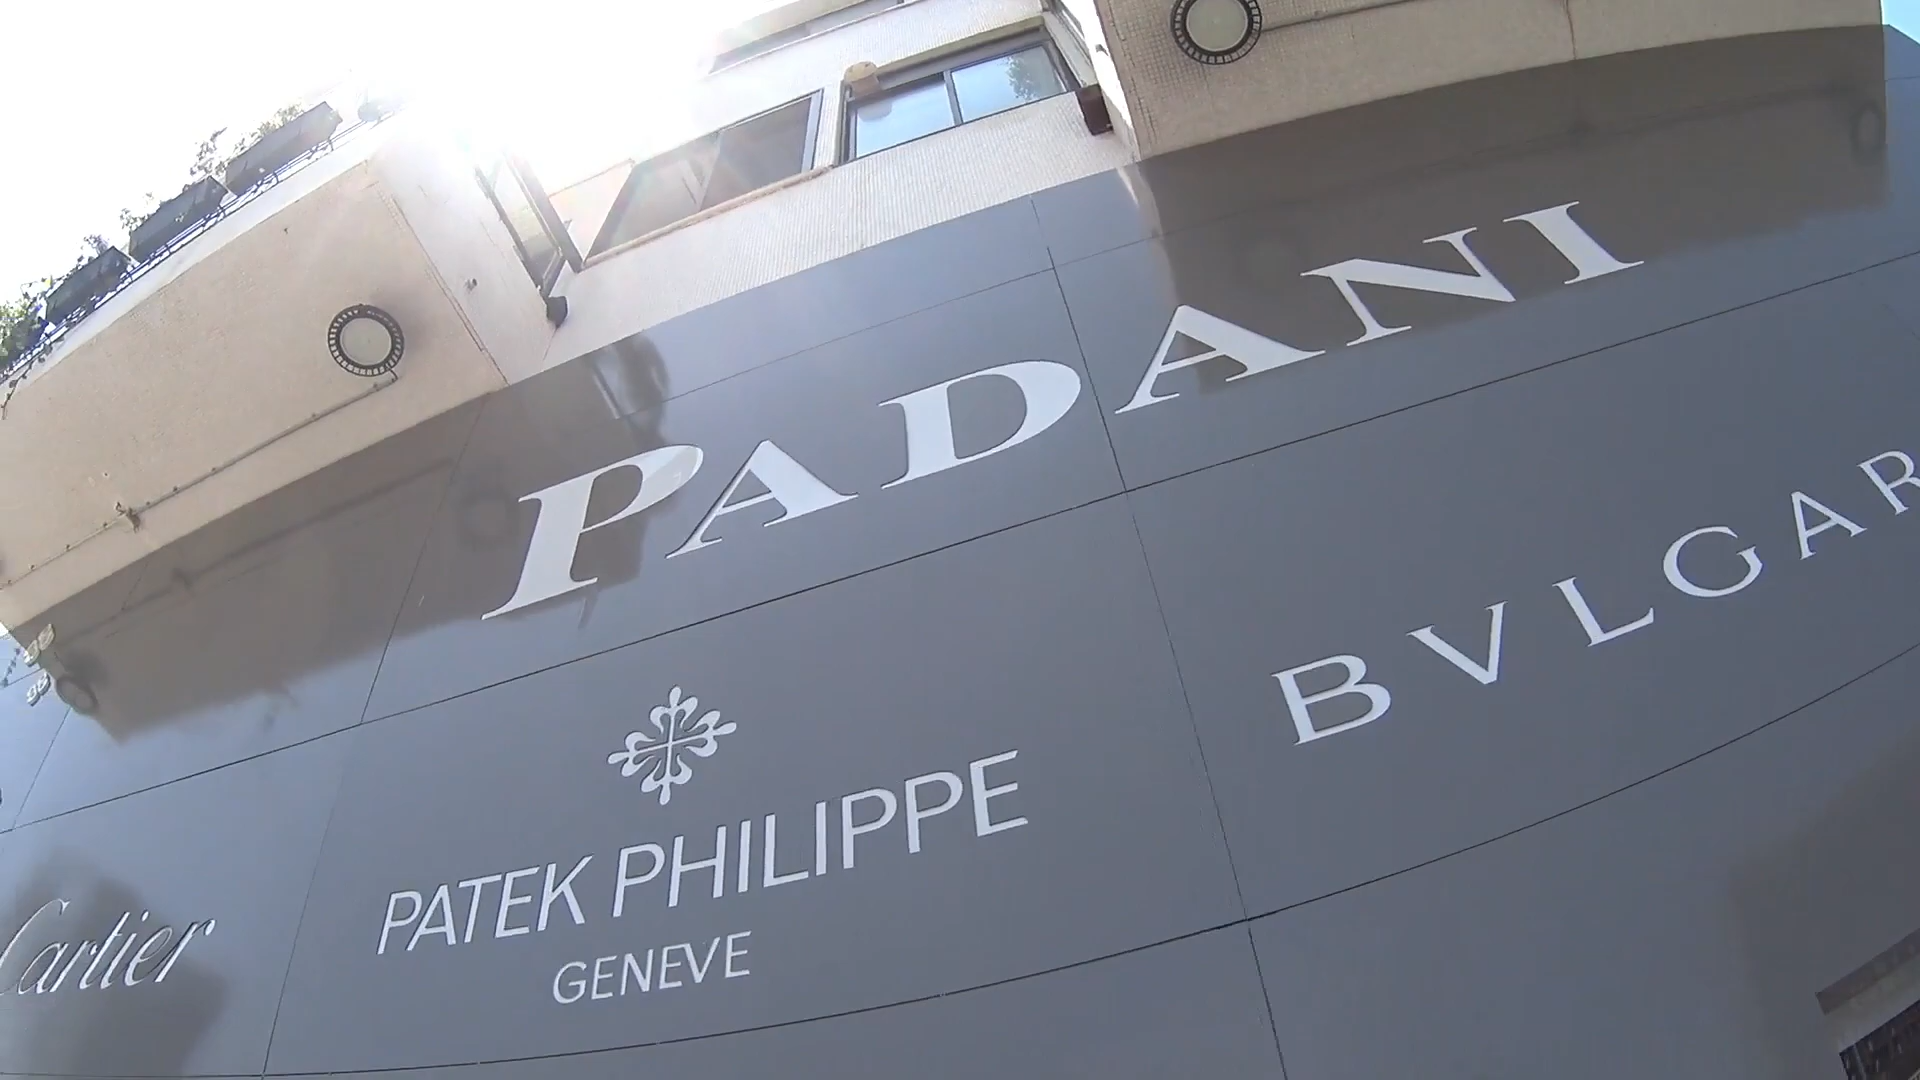 PADANI
Cartier
PATEK PHILIPPE
GENEVE
BVLGAR